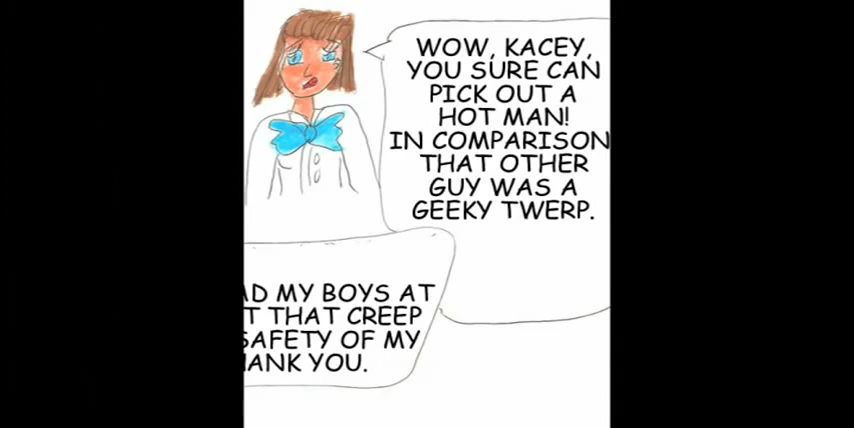 WOW, KACEY,
YOU SURE CAN
PICK OUT A
HOT MAN!
IN COMPARISON
THAT OTHER
GUY WAS A
GEEKY TWERP.
MY BOYS AT
THAT CREEP
SAFETY OF MY
YOU.